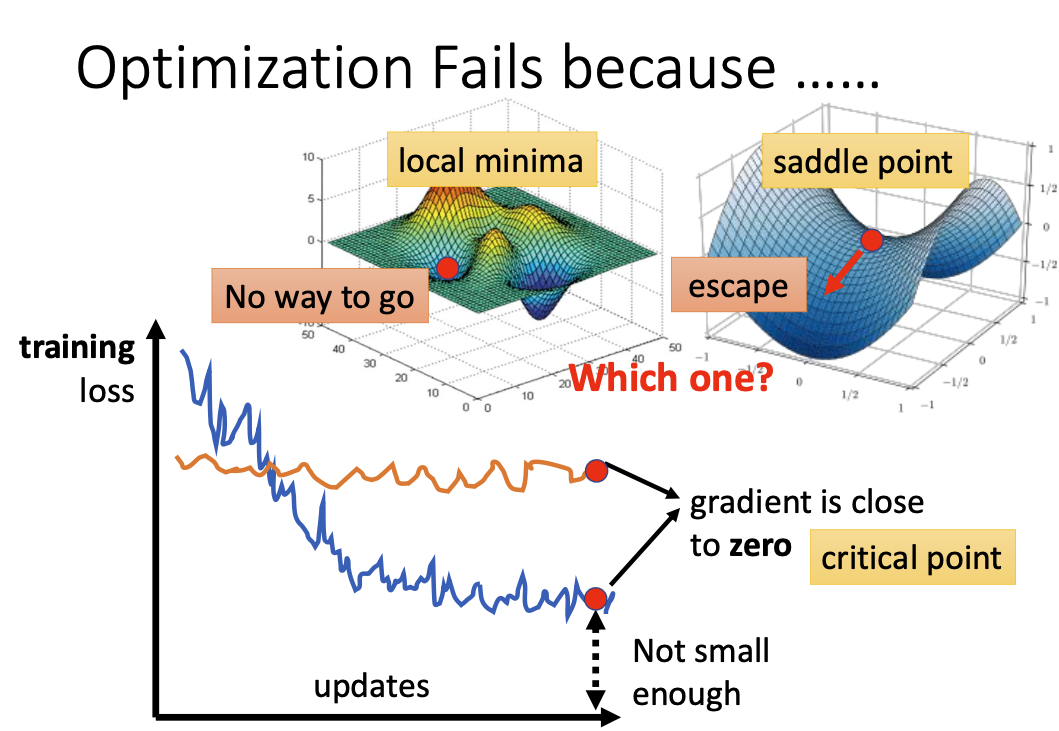 Optimization Fails because ……
local minima
saddle point
No way to go
escape
10
5
0
50
40
30
20
10
0
0
10
20
40
50
Which one?
1
1/2
0
−1/2
−1
−1
−1/2
0
1/2
1
1
1/2
0
−1/2
−1
training
loss
gradient is close
to zero
critical point
Not small
enough
updates